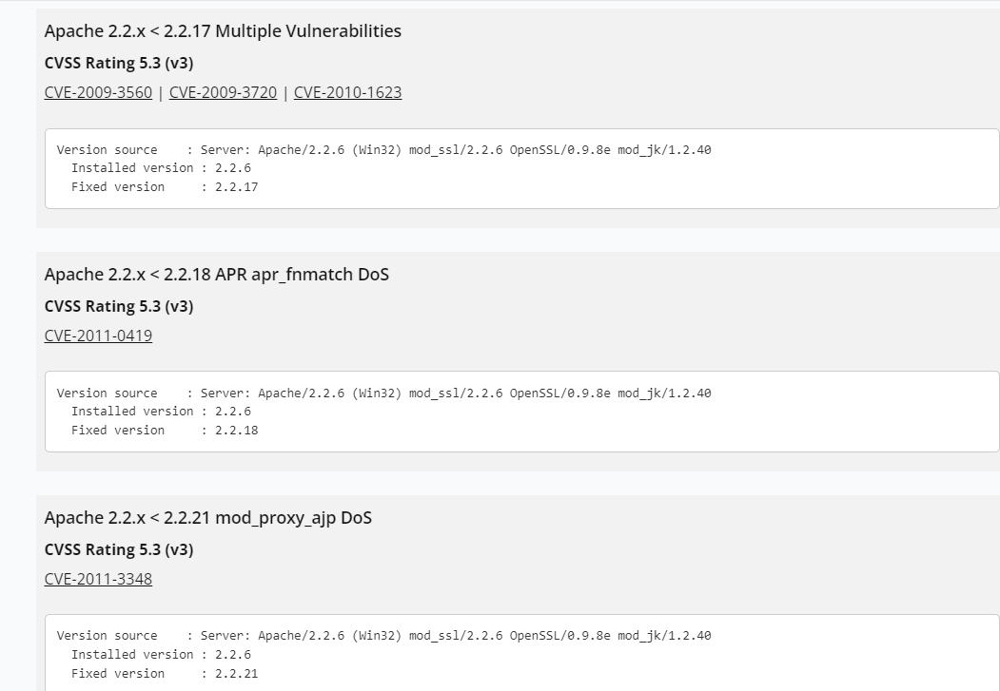 Apache 2.2.x < 2.2.17 Multiple Vulnerabilities
CVSS Rating 5.3 (v3)
CVE-2009-3560 | CVE-2009-3720 | CVE-2010-1623
Version source    : Server: Apache/2.2.6 (Win32) mod_ssl/2.2.6 OpenSSL/0.9.8e mod_jk/1.2.40
  Installed version : 2.2.6
  Fixed version     : 2.2.17
Apache 2.2.x < 2.2.18 APR apr_fnmatch DoS
CVSS Rating 5.3 (v3)
CVE-2011-0419
Version source    : Server: Apache/2.2.6 (Win32) mod_ssl/2.2.6 OpenSSL/0.9.8e mod_jk/1.2.40
  Installed version : 2.2.6
  Fixed version     : 2.2.18
Apache 2.2.x < 2.2.21 mod_proxy_ajp DoS
CVSS Rating 5.3 (v3)
CVE-2011-3348
Version source    : Server: Apache/2.2.6 (Win32) mod_ssl/2.2.6 OpenSSL/0.9.8e mod_jk/1.2.40
  Installed version : 2.2.6
  Fixed version     : 2.2.21